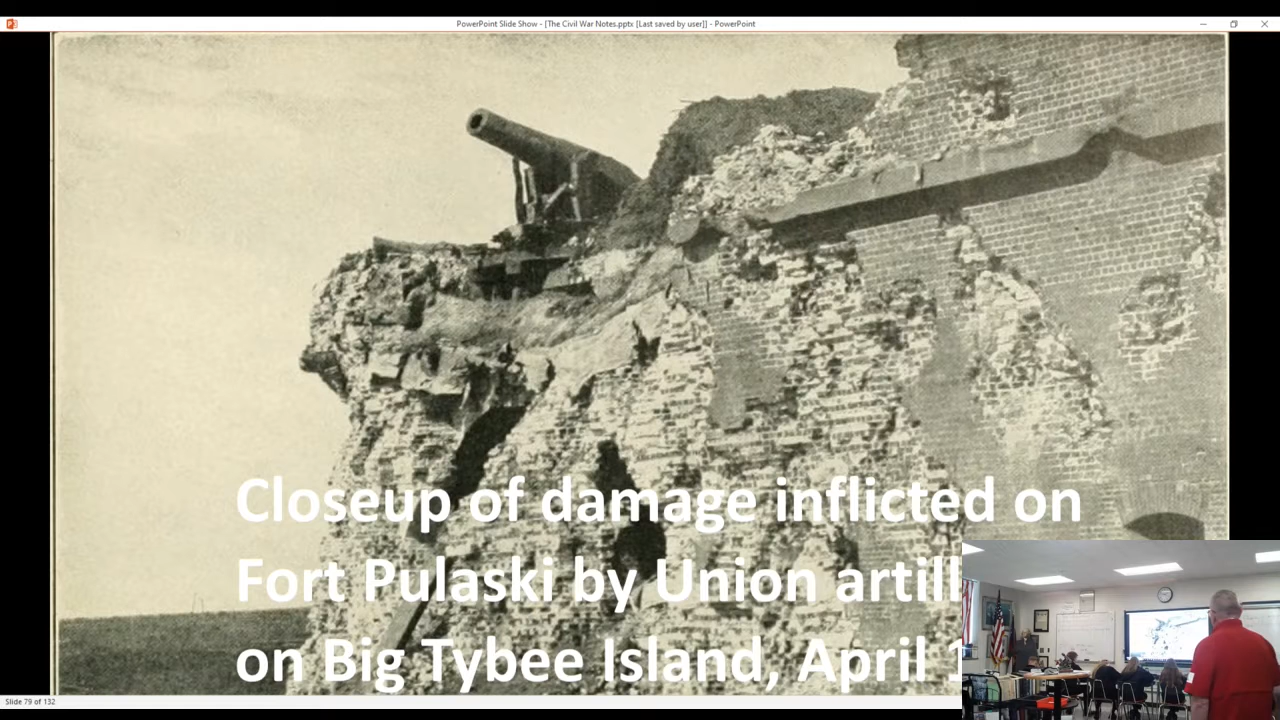 PowerPoint Slide Show - [The Civil War Notes.pptx [Last saved by user]] - PowerPoint
Closeup of damage inflicted on
Fort Pulaski by Union
on Big Tybee Island, April
Slide 79 of 132